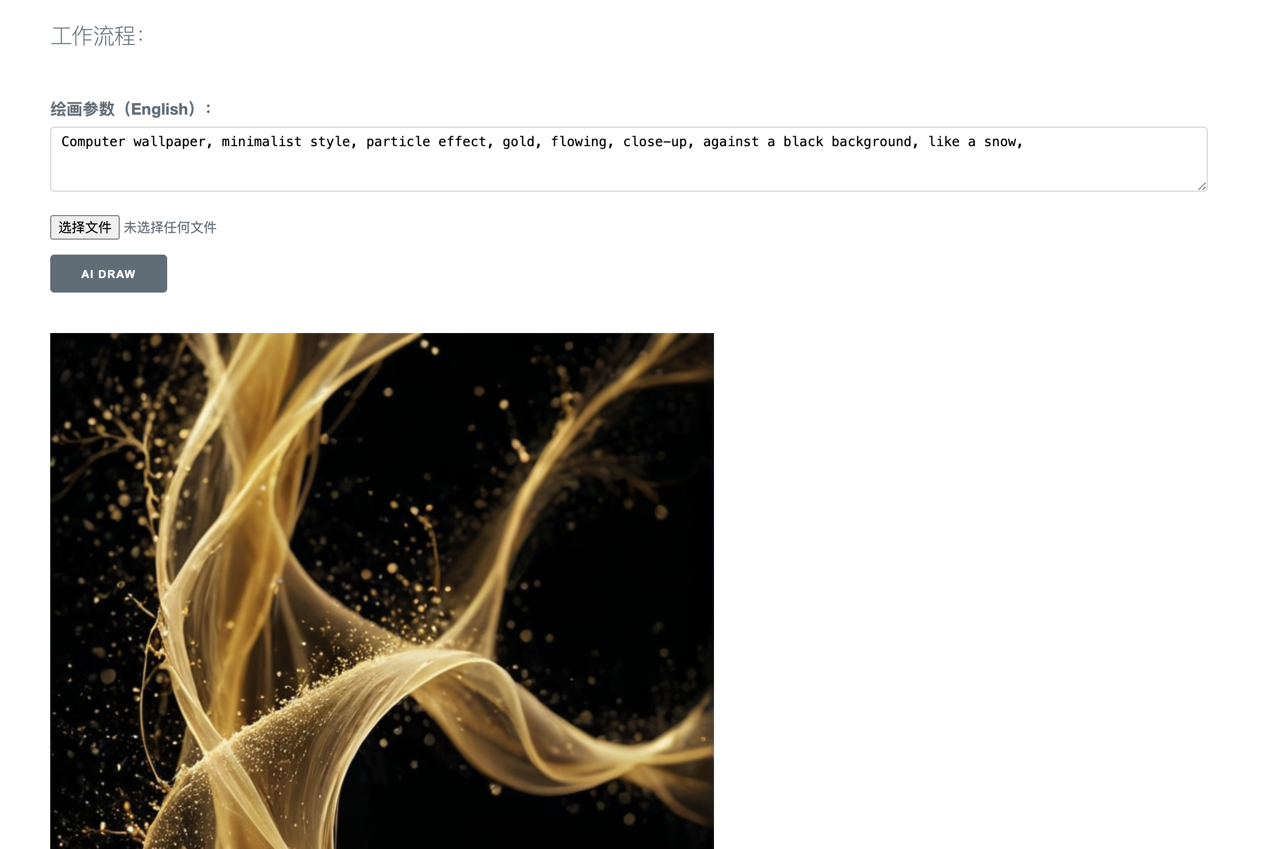 工作流程：
绘画参数（English）：
Computer wallpaper, minimalist style, particle effect, gold, flowing, close-up, against a black background, like a snow,
选择文件 未选择任何文件
AI DRAW